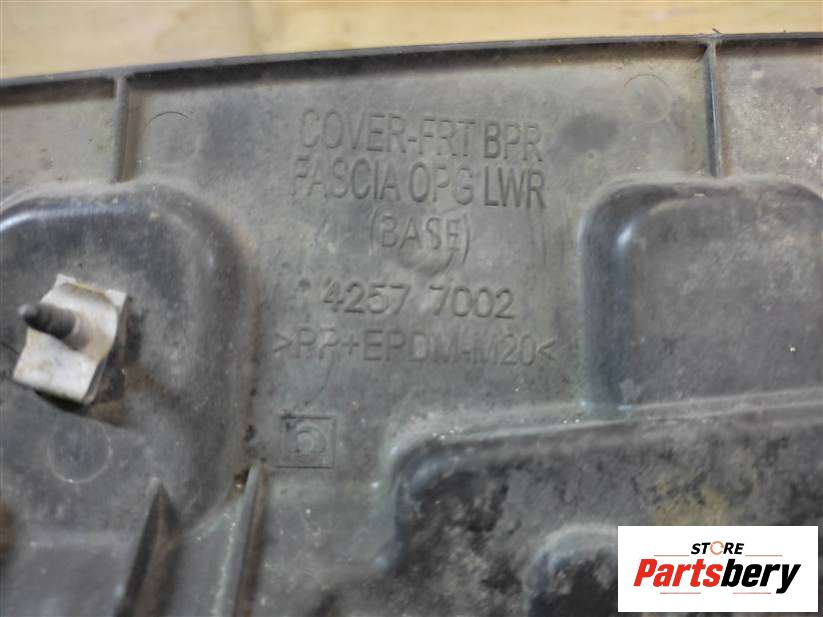 COVER-FRT BPR
FASCIA OPG LWR
(BASE)
4257 7002
>PP+EPDM-M20<
STORE
Partsbery